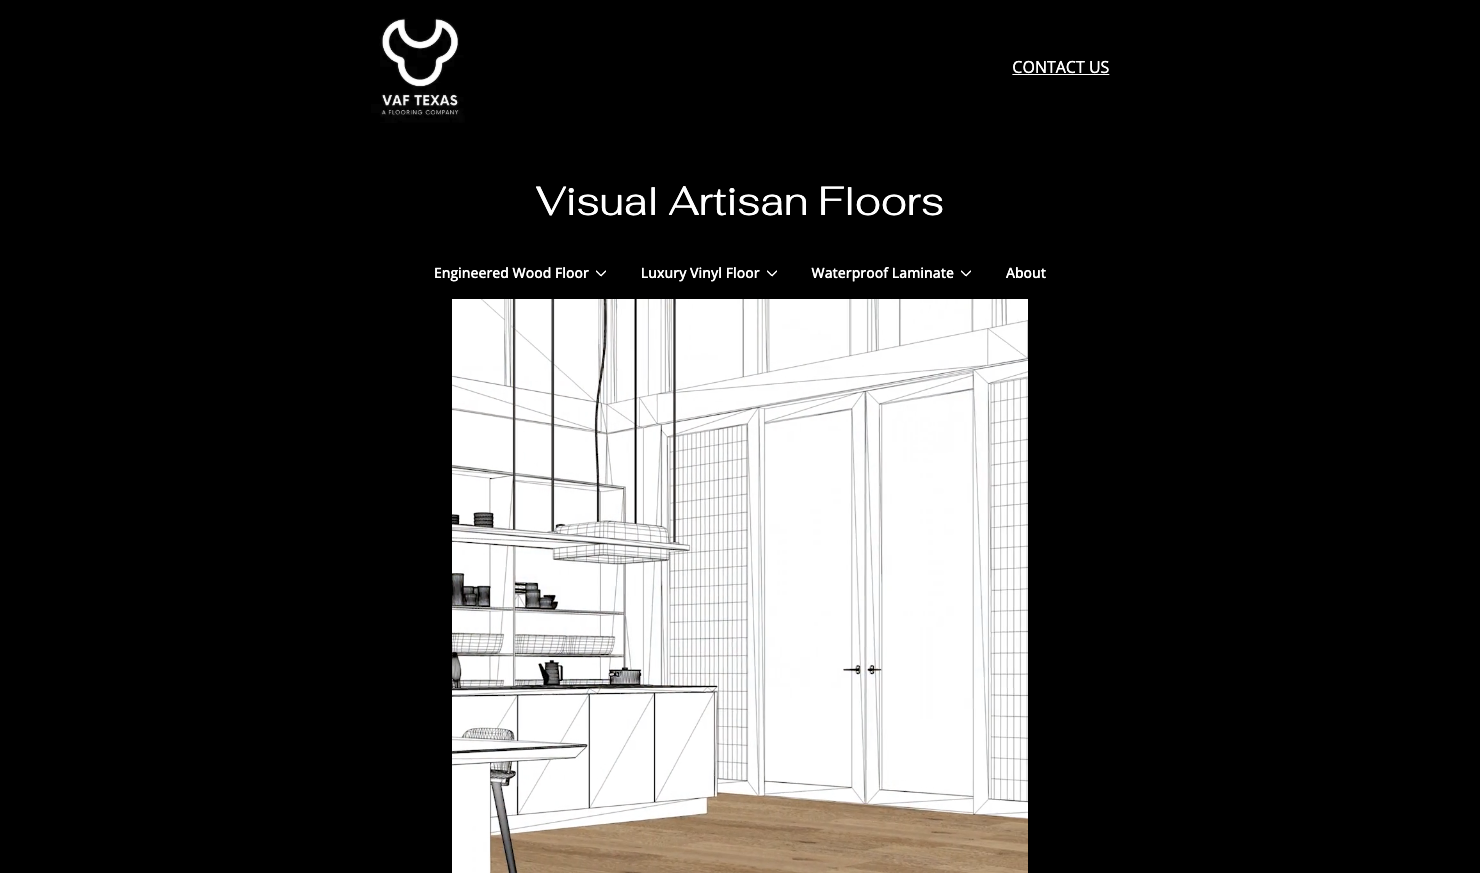 VAF TEXAS
A FLOORING COMPANY
CONTACT US
Visual Artisan Floors
Engineered Wood Floor
Luxury Vinyl Floor
Waterproof Laminate
About